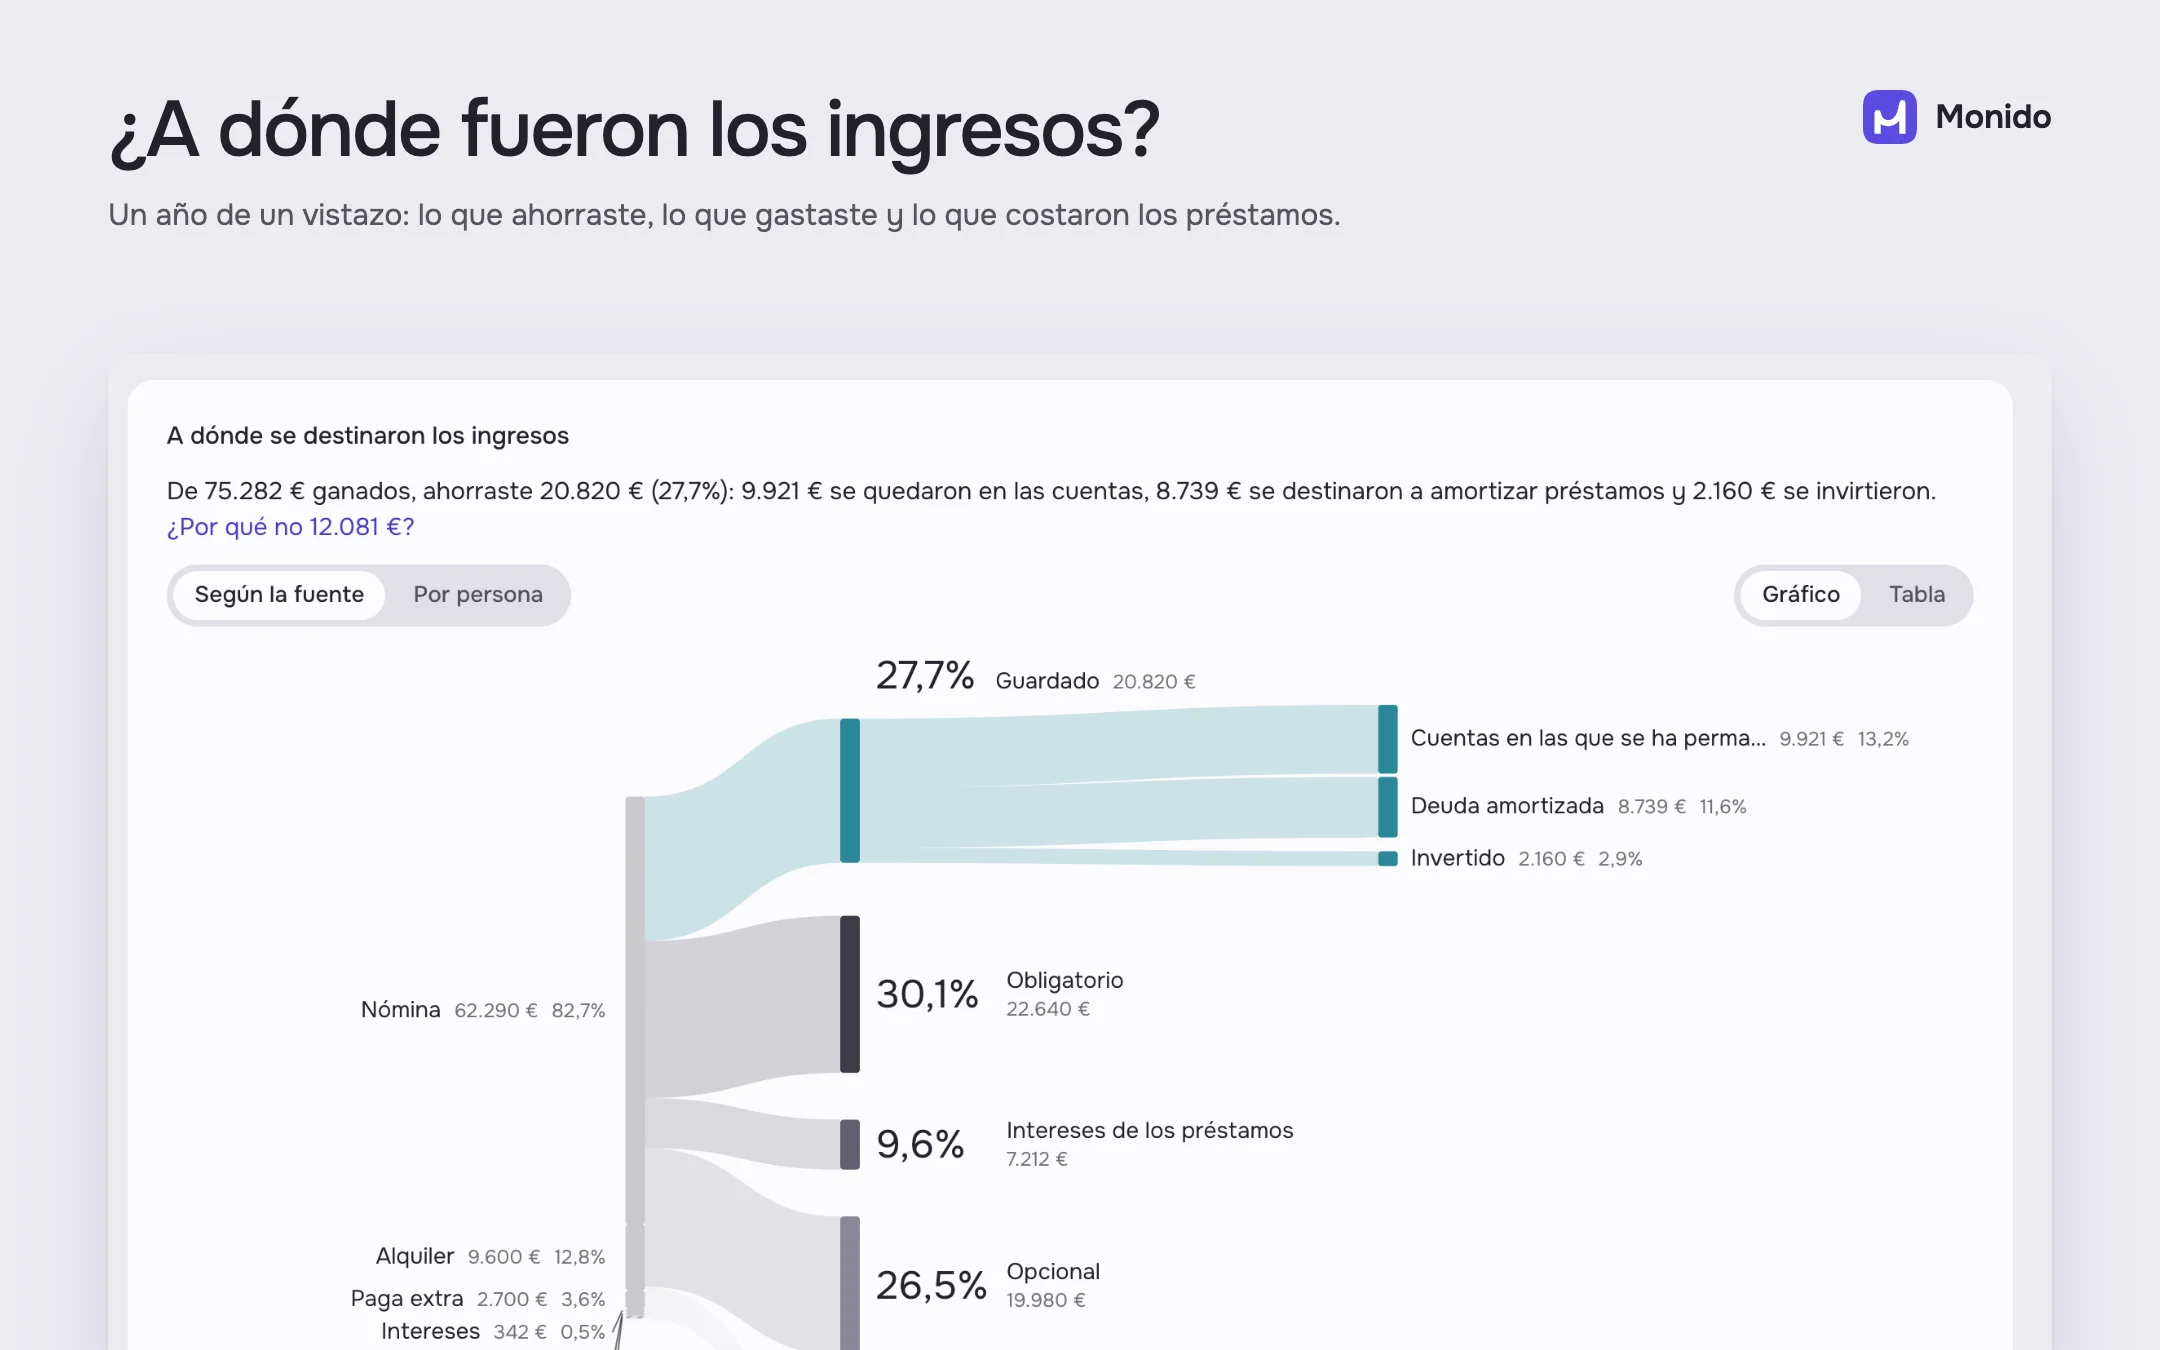 ¿A dónde fueron los ingresos?
Monido
Un año de un vistazo: lo que ahorraste, lo que gastaste y lo que costaron los préstamos.
A dónde se destinaron los ingresos
De 75.282 € ganados, ahorraste 20.820 € (27,7%): 9.921 € se quedaron en las cuentas, 8.739 € se destinaron a amortizar préstamos y 2.160 € se invirtieron.
¿Por qué no 12.081 €?
Según la fuente Por persona
Gráfico Tabla
27,7% Guardado 20.820 €
Cuentas en las que se ha perma... 9.921 € 13,2%
Deuda amortizada 8.739 € 11,6%
Invertido 2.160 € 2,9%
Obligatorio
30,1%
22.640 €
Nómina 62.290 € 82,7%
Intereses de los préstamos
9,6%
7.212 €
Alquiler 9.600 € 12,8%
Opcional
26,5%
19.980 €
Paga extra 2.700 € 3,6%
Intereses 342 € 0,5%